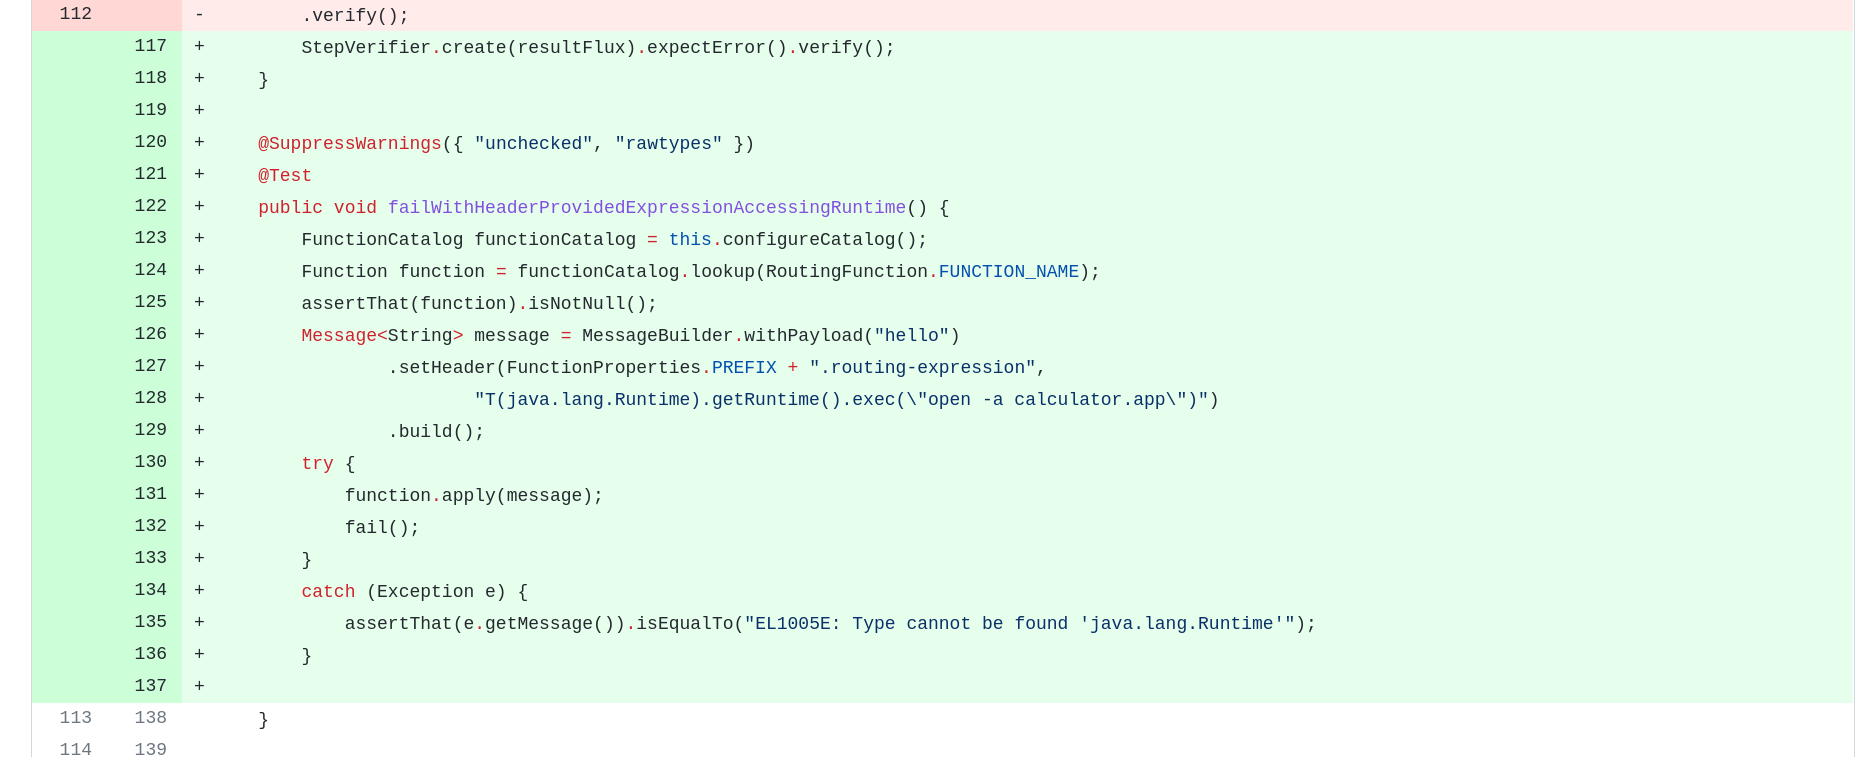 112 - .verify();
117 + StepVerifier.create(resultFlux).expectError().verify();
118 + }
119 +
120 + @SuppressWarnings({ "unchecked", "rawtypes" })
121 + @Test
122 + public void failWithHeaderProvidedExpressionAccessingRuntime() {
123 + FunctionCatalog functionCatalog = this.configureCatalog();
124 + Function function = functionCatalog.lookup(RoutingFunction.FUNCTION_NAME);
125 + assertThat(function).isNotNull();
126 + Message<String> message = MessageBuilder.withPayload("hello")
127 + .setHeader(FunctionProperties.PREFIX + ".routing-expression",
128 + "T(java.lang.Runtime).getRuntime().exec(\"open -a calculator.app\")")
129 + .build();
130 + try {
131 + function.apply(message);
132 + fail();
133 + }
134 + catch (Exception e) {
135 + assertThat(e.getMessage()).isEqualTo("EL1005E: Type cannot be found 'java.lang.Runtime'");
136 + }
137 +
113 138 }
114 139